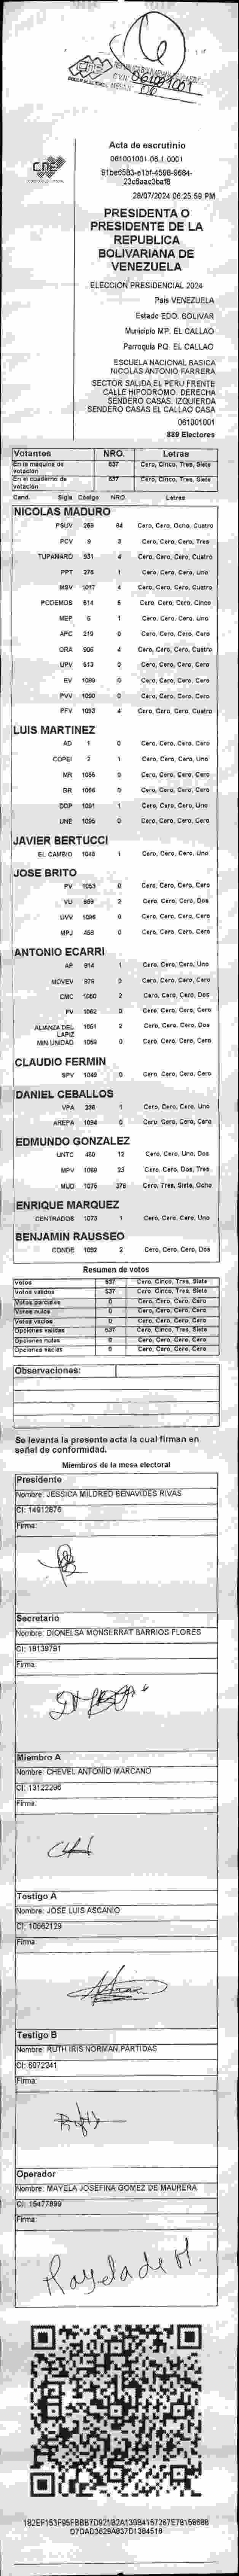 CNE
REPÚBLICA BOLIVARIANA DE VENEZUELA
PODER ELECTORAL
CNE
Acta de escrutinio
061001001.06.1.0001
28/07/2024 06:25:59 PM
PRESIDENTA O
PRESIDENTE DE LA
REPUBLICA
BOLIVARIANA DE
VENEZUELA
ELECCION PRESIDENCIAL 2024
Pais VENEZUELA
Estado EDO. BOLIVAR
Municipio MP. EL CALLAO
Parroquia PQ. EL CALLAO
ESCUELA NACIONAL BASICA
NICOLAS ANTONIO FARRERA
SECTOR SALIDA EL PERU FRENTE
CALLE HIPODROMO. DERECHA
SENDERO CASAS. IZQUIERDA
SENDERO CASAS EL CALLAO CASA
061001001
889 Electores
Votantes NRO. Letras
En la máquina de votación 537 Cero, Cinco, Tres, Siete
En el cuaderno de votación 537 Cero, Cinco, Tres, Siete
Cand. Sigla Código NRO. Letras
NICOLAS MADURO
PSUV 269 84 Cero, Cero, Ocho, Cuatro
PCV 9 3 Cero, Cero, Cero, Tres
TUPAMARO 931 4 Cero, Cero, Cero, Cuatro
PPT 275 1 Cero, Cero, Cero, Uno
MSV 1017 4 Cero, Cero, Cero, Cuatro
PODEMOS 514 5 Cero, Cero, Cero, Cinco
MEP 6 1 Cero, Cero, Cero, Uno
APC 219 0 Cero, Cero, Cero, Cero
ORA 906 4 Cero, Cero, Cero, Cuatro
UPV 513 0 Cero, Cero, Cero, Cero
EV 1089 0 Cero, Cero, Cero, Cero
PVV 1090 0 Cero, Cero, Cero, Cero
PFV 1093 4 Cero, Cero, Cero, Cuatro
LUIS MARTINEZ
AD 1 0 Cero, Cero, Cero, Cero
COPEI 2 1 Cero, Cero, Cero, Uno
MR 1055 0 Cero, Cero, Cero, Cero
BR 1066 0 Cero, Cero, Cero, Cero
DDP 1081 1 Cero, Cero, Cero, Uno
UNE 1095 0 Cero, Cero, Cero, Cero
JAVIER BERTUCCI
EL CAMBIO 1048 1 Cero, Cero, Cero, Uno
JOSE BRITO
PV 1053 0 Cero, Cero, Cero, Cero
VU 869 2 Cero, Cero, Cero, Dos
UVV 1096 0 Cero, Cero, Cero, Cero
MPJ 458 0 Cero, Cero, Cero, Cero
ANTONIO ECARRI
AP 914 1 Cero, Cero, Cero, Uno
MOVEV 978 0 Cero, Cero, Cero, Cero
CMC 1060 2 Cero, Cero, Cero, Dos
FV 1062 0 Cero, Cero, Cero, Cero
ALIANZA DEL LAPIZ 1051 2 Cero, Cero, Cero, Dos
MIN UNIDAD 1058 0 Cero, Cero, Cero, Cero
CLAUDIO FERMIN
SPV 1049 0 Cero, Cero, Cero, Cero
DANIEL CEBALLOS
VPA 236 1 Cero, Cero, Cero, Uno
AREPA 1094 0 Cero, Cero, Cero, Cero
EDMUNDO GONZALEZ
UNTC 460 12 Cero, Cero, Uno, Dos
MPV 1069 23 Cero, Cero, Dos, Tres
MUD 1076 378 Cero, Tres, Siete, Ocho
ENRIQUE MARQUEZ
CENTRADOS 1073 1 Cero, Cero, Cero, Uno
BENJAMIN RAUSSEO
CONDE 1092 2 Cero, Cero, Cero, Dos
Resumen de votos
Votos 537 Cero, Cinco, Tres, Siete
Votos válidos 537 Cero, Cinco, Tres, Siete
Votos parciales 0 Cero, Cero, Cero, Cero
Votos nulos 0 Cero, Cero, Cero, Cero
Votos vacíos 0 Cero, Cero, Cero, Cero
Opciones válidas 537 Cero, Cinco, Tres, Siete
Opciones nulas 0 Cero, Cero, Cero, Cero
Opciones vacías 0 Cero, Cero, Cero, Cero
Observaciones:
Se levanta la presente acta la cual firman en
señal de conformidad.
Miembros de la mesa electoral
Presidente
Nombre: JESSICA MILDRED BENAVIDES RIVAS
CI: 14912876
Firma:
Secretario
Nombre: DIONELSA MONSERRAT BARRIOS FLORES
CI: 18139791
Firma:
Miembro A
Nombre: CHEVEL ANTONIO MARCANO
CI: 13122296
Firma:
Testigo A
Nombre: JOSE LUIS ASCANIO
CI: 10662129
Firma:
Testigo B
Nombre: RUTH IRIS NORMAN PARTIDAS
CI: 6072241
Firma:
Operador
Nombre: MAYELA JOSEFINA GOMEZ DE MAURERA
CI: 15477899
Firma:
Mayela de M.